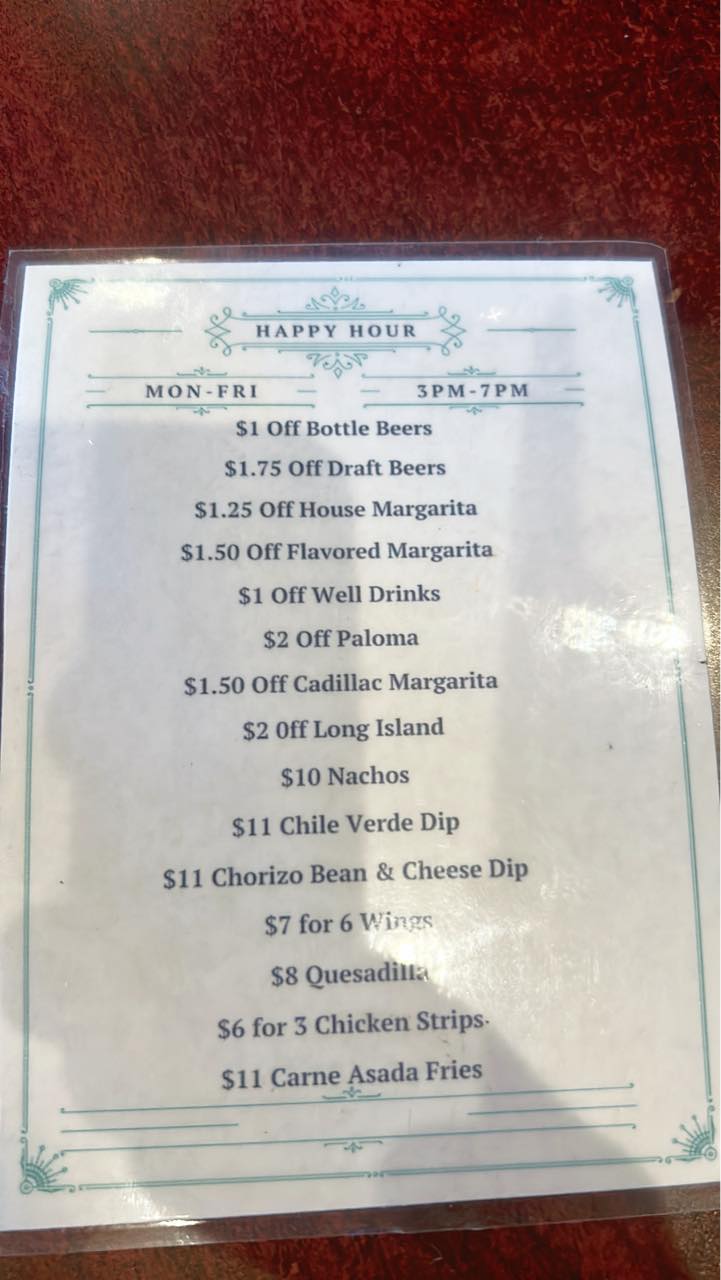 HAPPY HOUR
MON-FRI 3PM-7PM
$1 Off Bottle Beers
$1.75 Off Draft Beers
$1.25 Off House Margarita
$1.50 Off Flavored Margarita
$1 Off Well Drinks
$2 Off Paloma
$1.50 Off Cadillac Margarita
$2 0ff Long Island
$10 Nachos
$11 Chile Verde Dip
$11 Chorizo Bean & Cheese Dip
$7 for 6 Wings
$8 Quesadilla
$6 for 3 Chicken Strips
$11 Carne Asada Fries